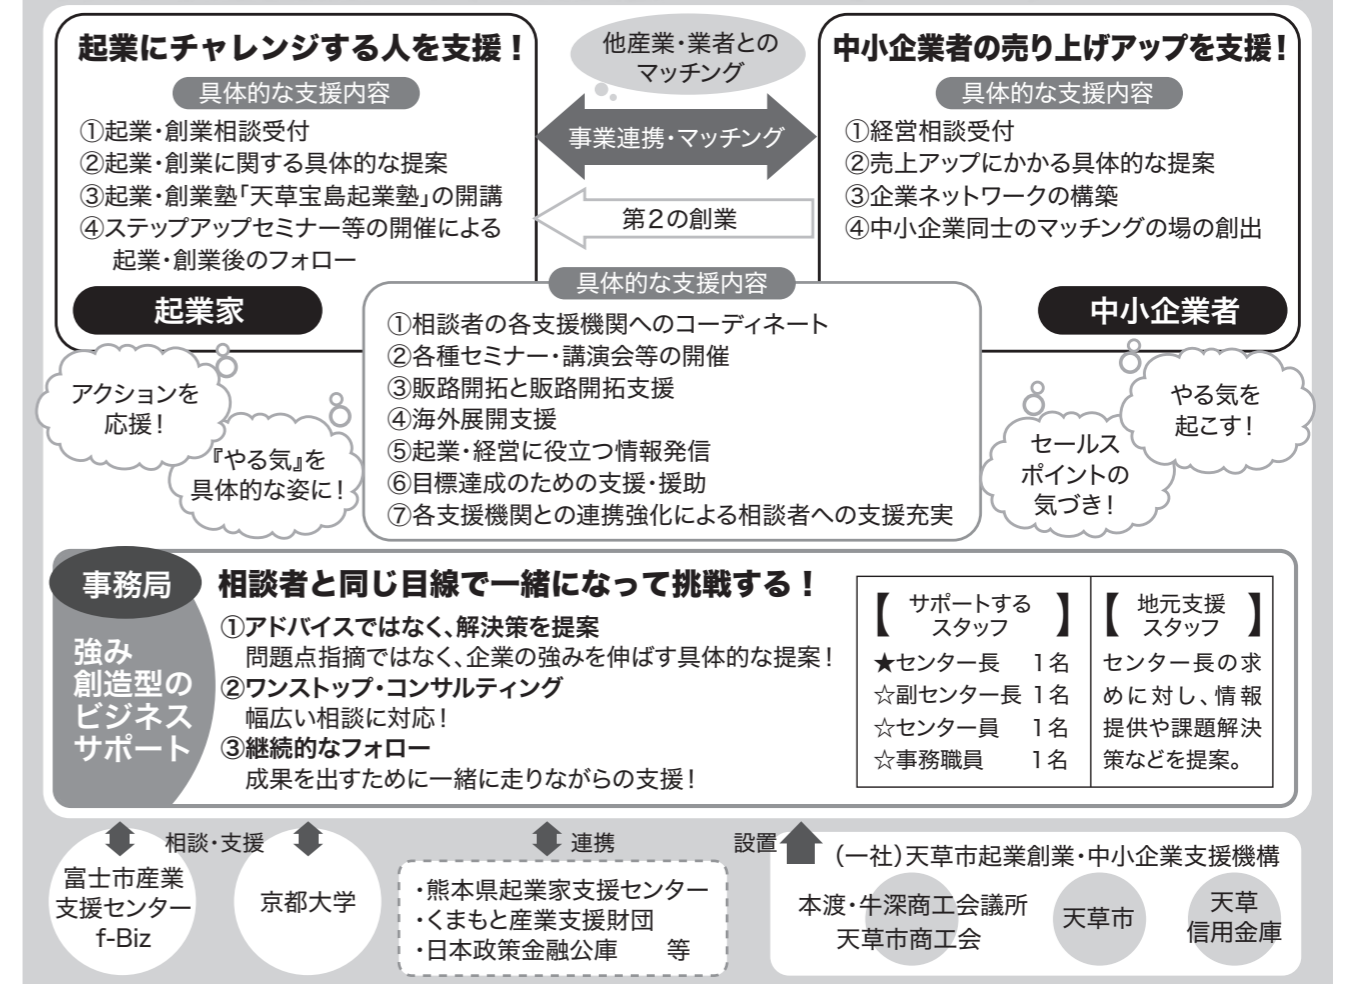 起業にチャレンジする人を支援！
具体的な支援内容
①起業・創業相談受付
②起業・創業に関する具体的な提案
③起業・創業塾「天草宝島起業塾」の開講
④ステップアップセミナー等の開催による
起業・創業後のフォロー
起業家
他産業・業者との
マッチング
事業連携・マッチング
第2の創業
中小企業者の売り上げアップを支援！
具体的な支援内容
①経営相談受付
②売上アップにかかる具体的な提案
③企業ネットワークの構築
④中小企業同士のマッチングの場の創出
中小企業者
具体的な支援内容
①相談者の各支援機関へのコーディネート
②各種セミナー・講演会等の開催
③販路開拓と販路開拓支援
④海外展開支援
⑤起業・経営に役立つ情報発信
⑥目標達成のための支援・援助
⑦各支援機関との連携強化による相談者への支援充実
アクションを
応援！
『やる気』を
具体的な姿に！
セールス
ポイントの
気づき！
やる気を
起こす！
事務局
強み
創造型の
ビジネス
サポート
相談者と同じ目線で一緒になって挑戦する！
①アドバイスではなく、解決策を提案
問題点指摘ではなく、企業の強みを伸ばす具体的な提案！
②ワンストップ・コンサルティング
幅広い相談に対応！
③継続的なフォロー
成果を出すために一緒に走りながらの支援！
【サポートする
スタッフ】
★センター長 1名
☆副センター長 1名
☆センター員 1名
☆事務職員 1名
【地元支援
スタッフ】
センター長の求
めに対し、情報
提供や課題解決
策などを提案。
相談・支援
富士市産業
支援センター
f-Biz
京都大学
連携
・熊本県起業家支援センター
・くまもと産業支援財団
・日本政策金融公庫 等
設置
（一社）天草市起業創業・中小企業支援機構
本渡・牛深商工会議所
天草市商工会
天草市
天草
信用金庫